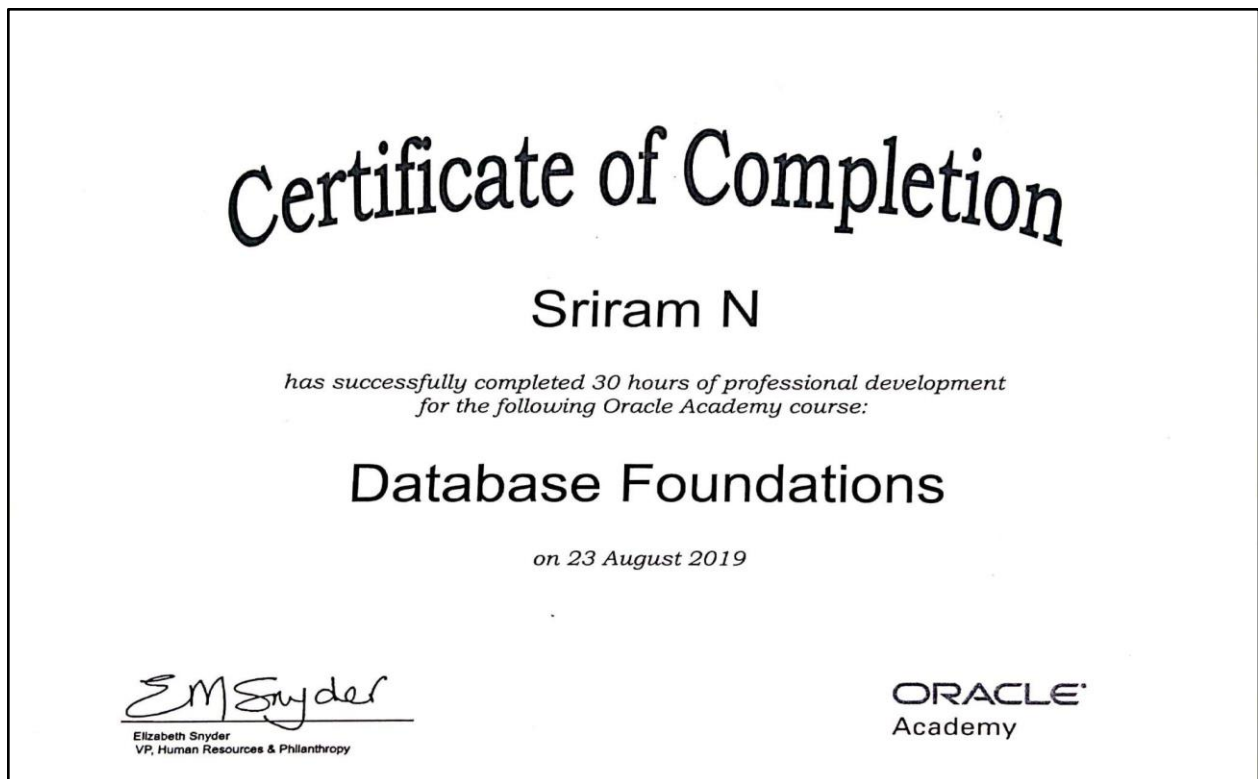 Certificate of Completion
Sriram N
has successfully completed 30 hours of professional development
for the following Oracle Academy course:
Database Foundations
on 23 August 2019
EM Snyder
Elizabeth Snyder
VP, Human Resources & Philanthropy
ORACLE
Academy